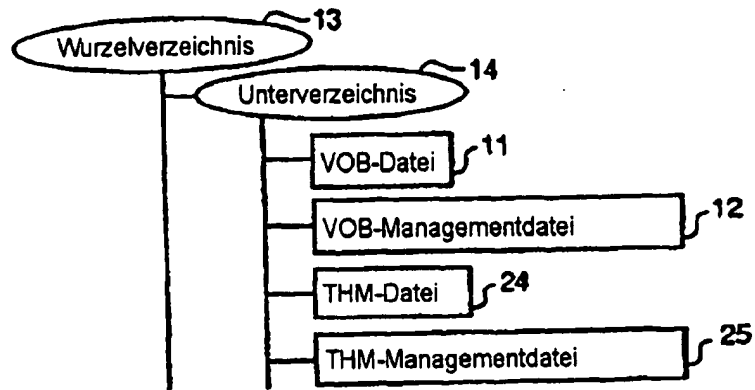 13
Wurzelverzeichnis
14
Unterverzeichnis
VOB-Datei 11
VOB-Managementdatei 12
THM-Datei 24
THM-Managementdatei 25